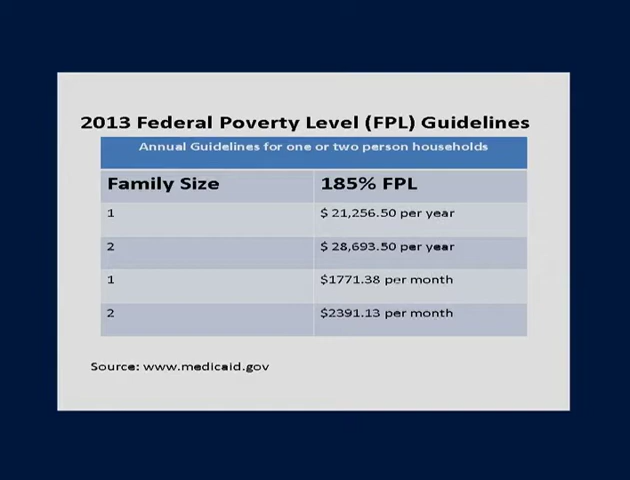 2013 Federal Poverty Level (FPL) Guidelines
Annual Guidelines for one or two person households
Family Size 185% FPL
1 $ 21,256.50 per year
2 $ 28,693.50 per year
1 $1771.38 per month
2 $2391.13 per month
Source: www.medicaid.gov